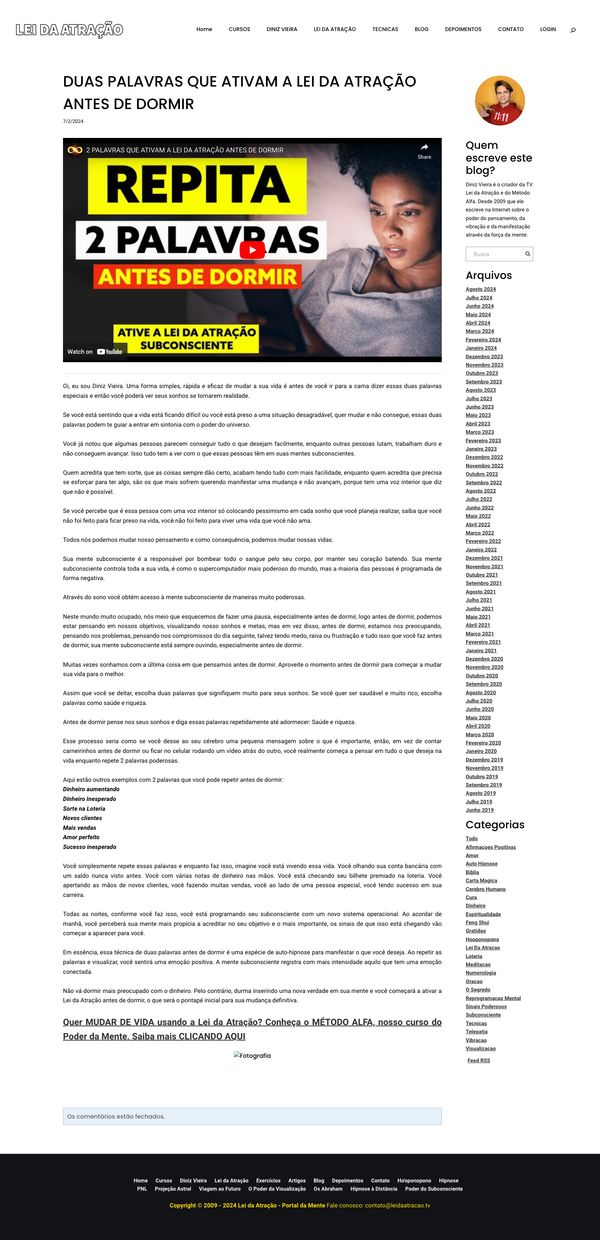 LEI DA ATRAÇÃO
Home CURSOS DINIZ VIEIRA LEI DA ATRAÇÃO TECNICAS BLOG DEPOIMENTOS CONTATO LOGIN
DUAS PALAVRAS QUE ATIVAM A LEI DA ATRAÇÃO
ANTES DE DORMIR
7/2/2024
2 PALAVRAS QUE ATIVAM A LEI DA ATRAÇÃO ANTES DE DORMIR
Share
REPITA
2 PALAVRAS
ANTES DE DORMIR
ATIVE A LEI DA ATRAÇÃO
SUBCONSCIENTE
Watch on YouTube
Oi, eu sou Diniz Vieira. Uma forma simples, rápida e eficaz de mudar a sua vida é antes de você ir para a cama dizer essas duas palavras
especiais e então você poderá ver seus sonhos se tornarem realidade.
Se você está sentindo que a vida está ficando difícil ou você está preso a uma situação desagradável, quer mudar e não consegue, essas duas
palavras podem te guiar a entrar em sintonia com o poder do universo.
Você já notou que algumas pessoas parecem conseguir tudo o que desejam facilmente, enquanto outras pessoas lutam, trabalham duro e
não conseguem avançar. Isso tudo tem a ver com o que essas pessoas têm em suas mentes subconscientes.
Quem acredita que tem sorte, que as coisas sempre dão certo, acabam tendo tudo com mais facilidade, enquanto quem acredita que precisa
se esforçar para ter algo, são os que mais sofrem querendo manifestar uma mudança e não avançam, porque tem uma voz interior que diz
que não é possível.
Se você percebe que é essa pessoa com uma voz interior só colocando pessimismo em cada sonho que você planeja realizar, saiba que você
não foi feito para ficar preso na vida, você não foi feito para viver uma vida que você não ama.
Todos nós podemos mudar nosso pensamento e como consequência, podemos mudar nossas vidas.
Sua mente subconsciente é a responsável por bombear todo o sangue pelo seu corpo, por manter seu coração batendo. Sua mente
subconsciente controla toda a sua vida, é como o supercomputador mais poderoso do mundo, mas a maioria das pessoas é programada de
forma negativa.
Através do sono você obtém acesso à mente subconsciente de maneiras muito poderosas.
Neste mundo muito ocupado, nós meio que esquecemos de fazer uma pausa, especialmente antes de dormir, logo antes de dormir, podemos
estar pensando em nossos objetivos, visualizando nosso sonhos e metas, mas em vez disso, antes de dormir, estamos nos preocupando,
pensando nos problemas, pensando nos compromissos do dia seguinte, talvez tendo medo, raiva ou frustração e tudo isso que você faz antes
de dormir, sua mente subconsciente está sempre ouvindo, especialmente antes de dormir.
Muitas vezes sonhamos com a última coisa em que pensamos antes de dormir. Aproveite o momento antes de dormir para começar a mudar
sua vida para o melhor.
Assim que você se deitar, escolha duas palavras que signifiquem muito para seus sonhos. Se você quer ser saudável e muito rico, escolha
palavras como saúde e riqueza.
Antes de dormir pense nos seus sonhos e diga essas palavras repetidamente até adormecer: Saúde e riqueza.
Esse processo seria como se você desse ao seu cérebro uma pequena mensagem sobre o que é importante, então, em vez de contar
carneirinhos antes de dormir ou ficar no celular rodando um vídeo atrás do outro, você realmente começa a pensar em tudo o que deseja na
vida enquanto repete 2 palavras poderosas.
Aqui estão outros exemplos com 2 palavras que você pode repetir antes de dormir:
Dinheiro aumentando
Dinheiro Inesperado
Sorte na Loteria
Novos clientes
Mais vendas
Amor perfeito
Sucesso inesperado
Você simplesmente repete essas palavras e enquanto faz isso, imagine você está vivendo essa vida. Você olhando sua conta bancária com
um saldo nunca visto antes. Você com várias notas de dinheiro nas mãos. Você está checando seu bilhete premiado na loteria. Você
apertando as mãos de novos clientes, você fazendo muitas vendas, você ao lado de uma pessoa especial, você tendo sucesso em sua
carreira.
Todas as noites, conforme você faz isso, você está programando seu subconsciente com um novo sistema operacional. Ao acordar de
manhã, você perceberá sua mente mais propícia a acreditar no seu objetivo e o mais importante, os sinais de que isso está chegando vão
começar a aparecer para você.
Em essência, essa técnica de duas palavras antes de dormir é uma espécie de auto-hipnose para manifestar o que você deseja. Ao repetir as
palavras e visualizar, você sentirá uma emoção positiva. A mente subconsciente registra com mais intensidade aquilo que tem uma emoção
conectada.
Não vá dormir mais preocupado com o dinheiro. Pelo contrário, durma inserindo uma nova verdade em sua mente e você começará a ativar a
Lei da Atração antes de dormir, o que será o pontapé inicial para sua mudança definitiva.
Quer MUDAR DE VIDA usando a Lei da Atração? Conheça o MÉTODO ALFA, nosso curso do
Poder da Mente. Saiba mais CLICANDO AQUI
Fotografia
Os comentários estão fechados.
11:11
Quem
escreve este
blog?
Diniz Vieira é o criador da TV
Lei da Atração e do Método
Alfa. Desde 2009 que ele
escreve na Internet sobre o
poder do pensamento, da
vibração e da manifestação
através da força da mente.
Busca
Arquivos
Agosto 2024
Julho 2024
Junho 2024
Maio 2024
Abril 2024
Março 2024
Fevereiro 2024
Janeiro 2024
Dezembro 2023
Novembro 2023
Outubro 2023
Setembro 2023
Agosto 2023
Julho 2023
Junho 2023
Maio 2023
Abril 2023
Março 2023
Fevereiro 2023
Janeiro 2023
Dezembro 2022
Novembro 2022
Outubro 2022
Setembro 2022
Agosto 2022
Julho 2022
Junho 2022
Maio 2022
Abril 2022
Março 2022
Fevereiro 2022
Janeiro 2022
Dezembro 2021
Novembro 2021
Outubro 2021
Setembro 2021
Agosto 2021
Julho 2021
Junho 2021
Maio 2021
Abril 2021
Março 2021
Fevereiro 2021
Janeiro 2021
Dezembro 2020
Novembro 2020
Outubro 2020
Setembro 2020
Agosto 2020
Julho 2020
Junho 2020
Maio 2020
Abril 2020
Março 2020
Fevereiro 2020
Janeiro 2020
Dezembro 2019
Novembro 2019
Outubro 2019
Setembro 2019
Agosto 2019
Julho 2019
Junho 2019
Categorias
Tudo
Afirmacoes Positivas
Amor
Auto Hipnose
Biblia
Carta Magica
Cerebro Humano
Cura
Dinheiro
Espiritualidade
Feng Shui
Gratidao
Hooponopono
Lei Da Atracao
Loteria
Meditacao
Numerologia
Oracao
O Segredo
Reprogramacao Mental
Sinais Poderosos
Subconsciente
Tecnicas
Telepatia
Vibracao
Visualizacao
Feed RSS
Home Cursos Diniz Vieira Lei da Atração Exercícios Artigos Blog Depoimentos Contato Ho'oponopono Hipnose
PNL Projeção Astral Viagem ao Futuro O Poder da Visualização Os Abraham Hipnose à Distância Poder do Subconsciente
Copyright © 2009 - 2024 Lei da Atração - Portal da Mente Fale conosco: contato@leidaatracao.tv